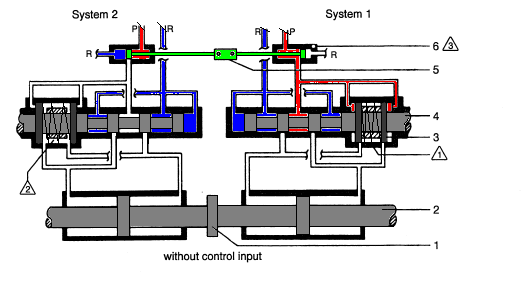 System 2
System 1
P
R
R
P
R
R
6
3
5
4
3
1
2
2
1
without control input